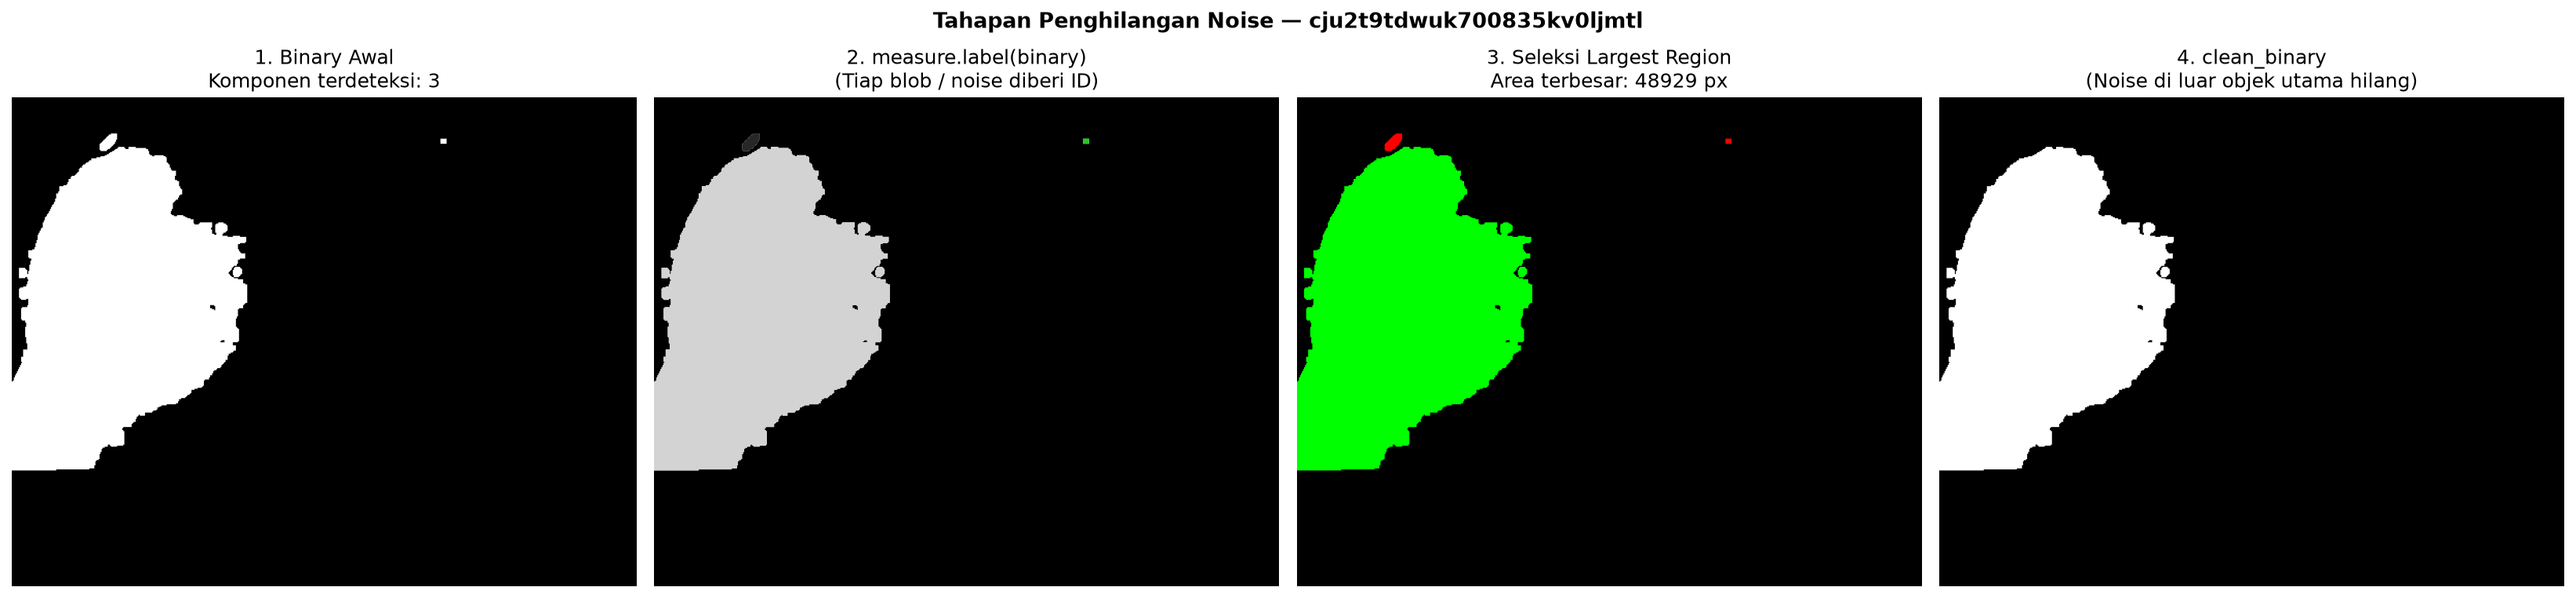 Tahapan Penghilangan Noise — cju2t9tdwuk700835kv0ljmtl
1. Binary Awal
Komponen terdeteksi: 3
2. measure.label(binary)
(Tiap blob / noise diberi ID)
3. Seleksi Largest Region
Area terbesar: 48929 px
4. clean_binary
(Noise di luar objek utama hilang)